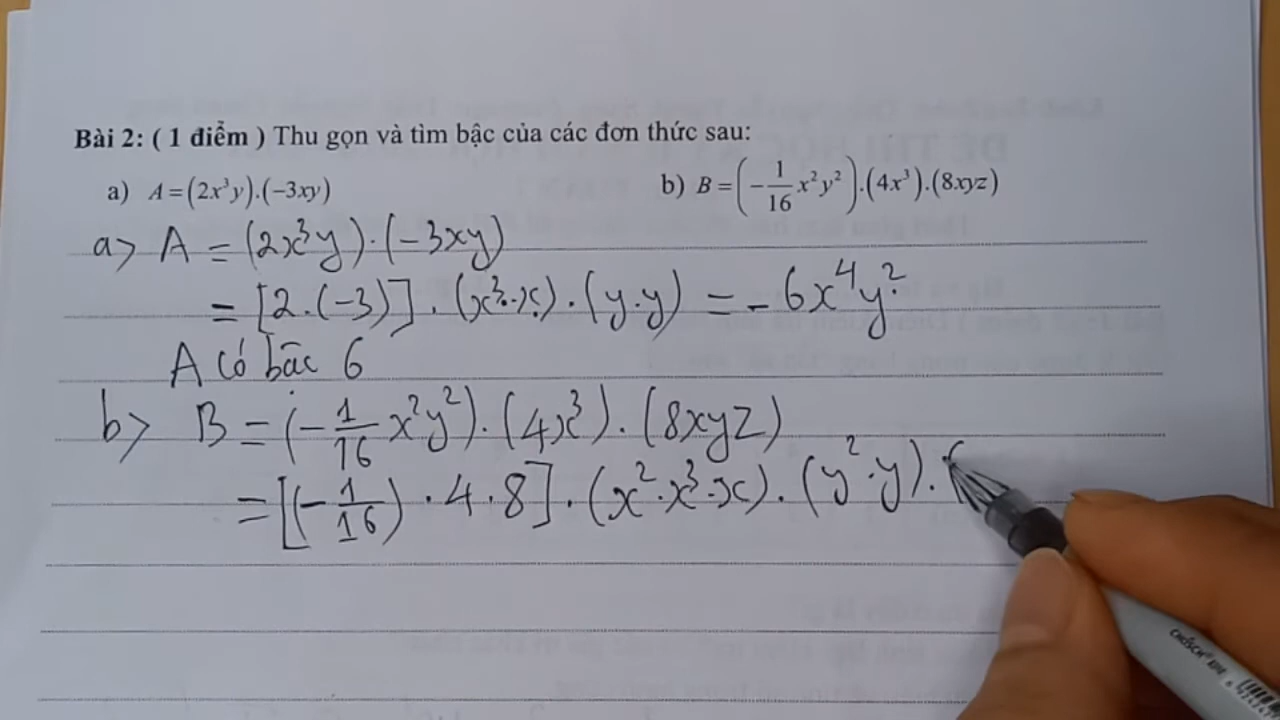 Bài 2: ( 1 điểm ) Thu gọn và tìm bậc của các đơn thức sau:
a) A = (2x³y).(−3xy) b) B = (−1/16 x²y²).(4x³).(8xyz)
a> A = (2x³y).(−3xy)
= [2.(−3)].(x³.x).(y.y) = −6x⁴y²
A có bậc 6
b> B = (−1/16 x²y²).(4x³).(8xyz)
= [(−1/16).4.8].(x².x³.x).(y².y).(